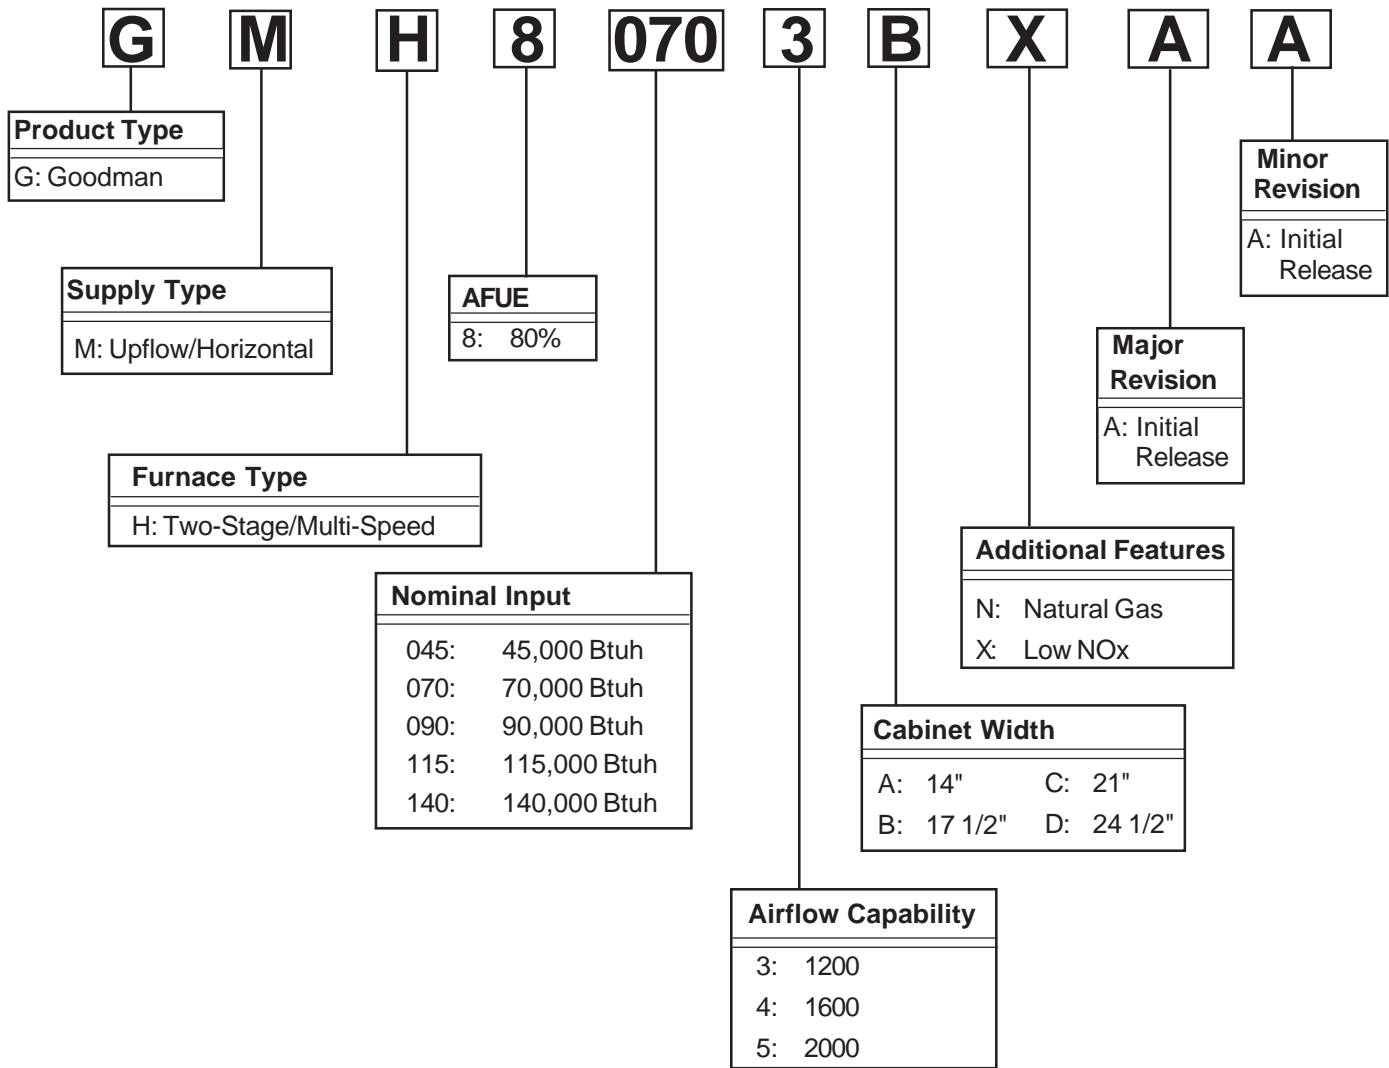 G M H 8 070 3 B X A A
Product Type
G: Goodman
Minor
Revision
A: Initial
Release
Supply Type
M: Upflow/Horizontal
AFUE
8: 80%
Major
Revision
A: Initial
Release
Furnace Type
H: Two-Stage/Multi-Speed
Additional Features
N: Natural Gas
X: Low NOx
Nominal Input
045: 45,000 Btuh
070: 70,000 Btuh
090: 90,000 Btuh
115: 115,000 Btuh
140: 140,000 Btuh
Cabinet Width
A: 14" C: 21"
B: 17 1/2" D: 24 1/2"
Airflow Capability
3: 1200
4: 1600
5: 2000